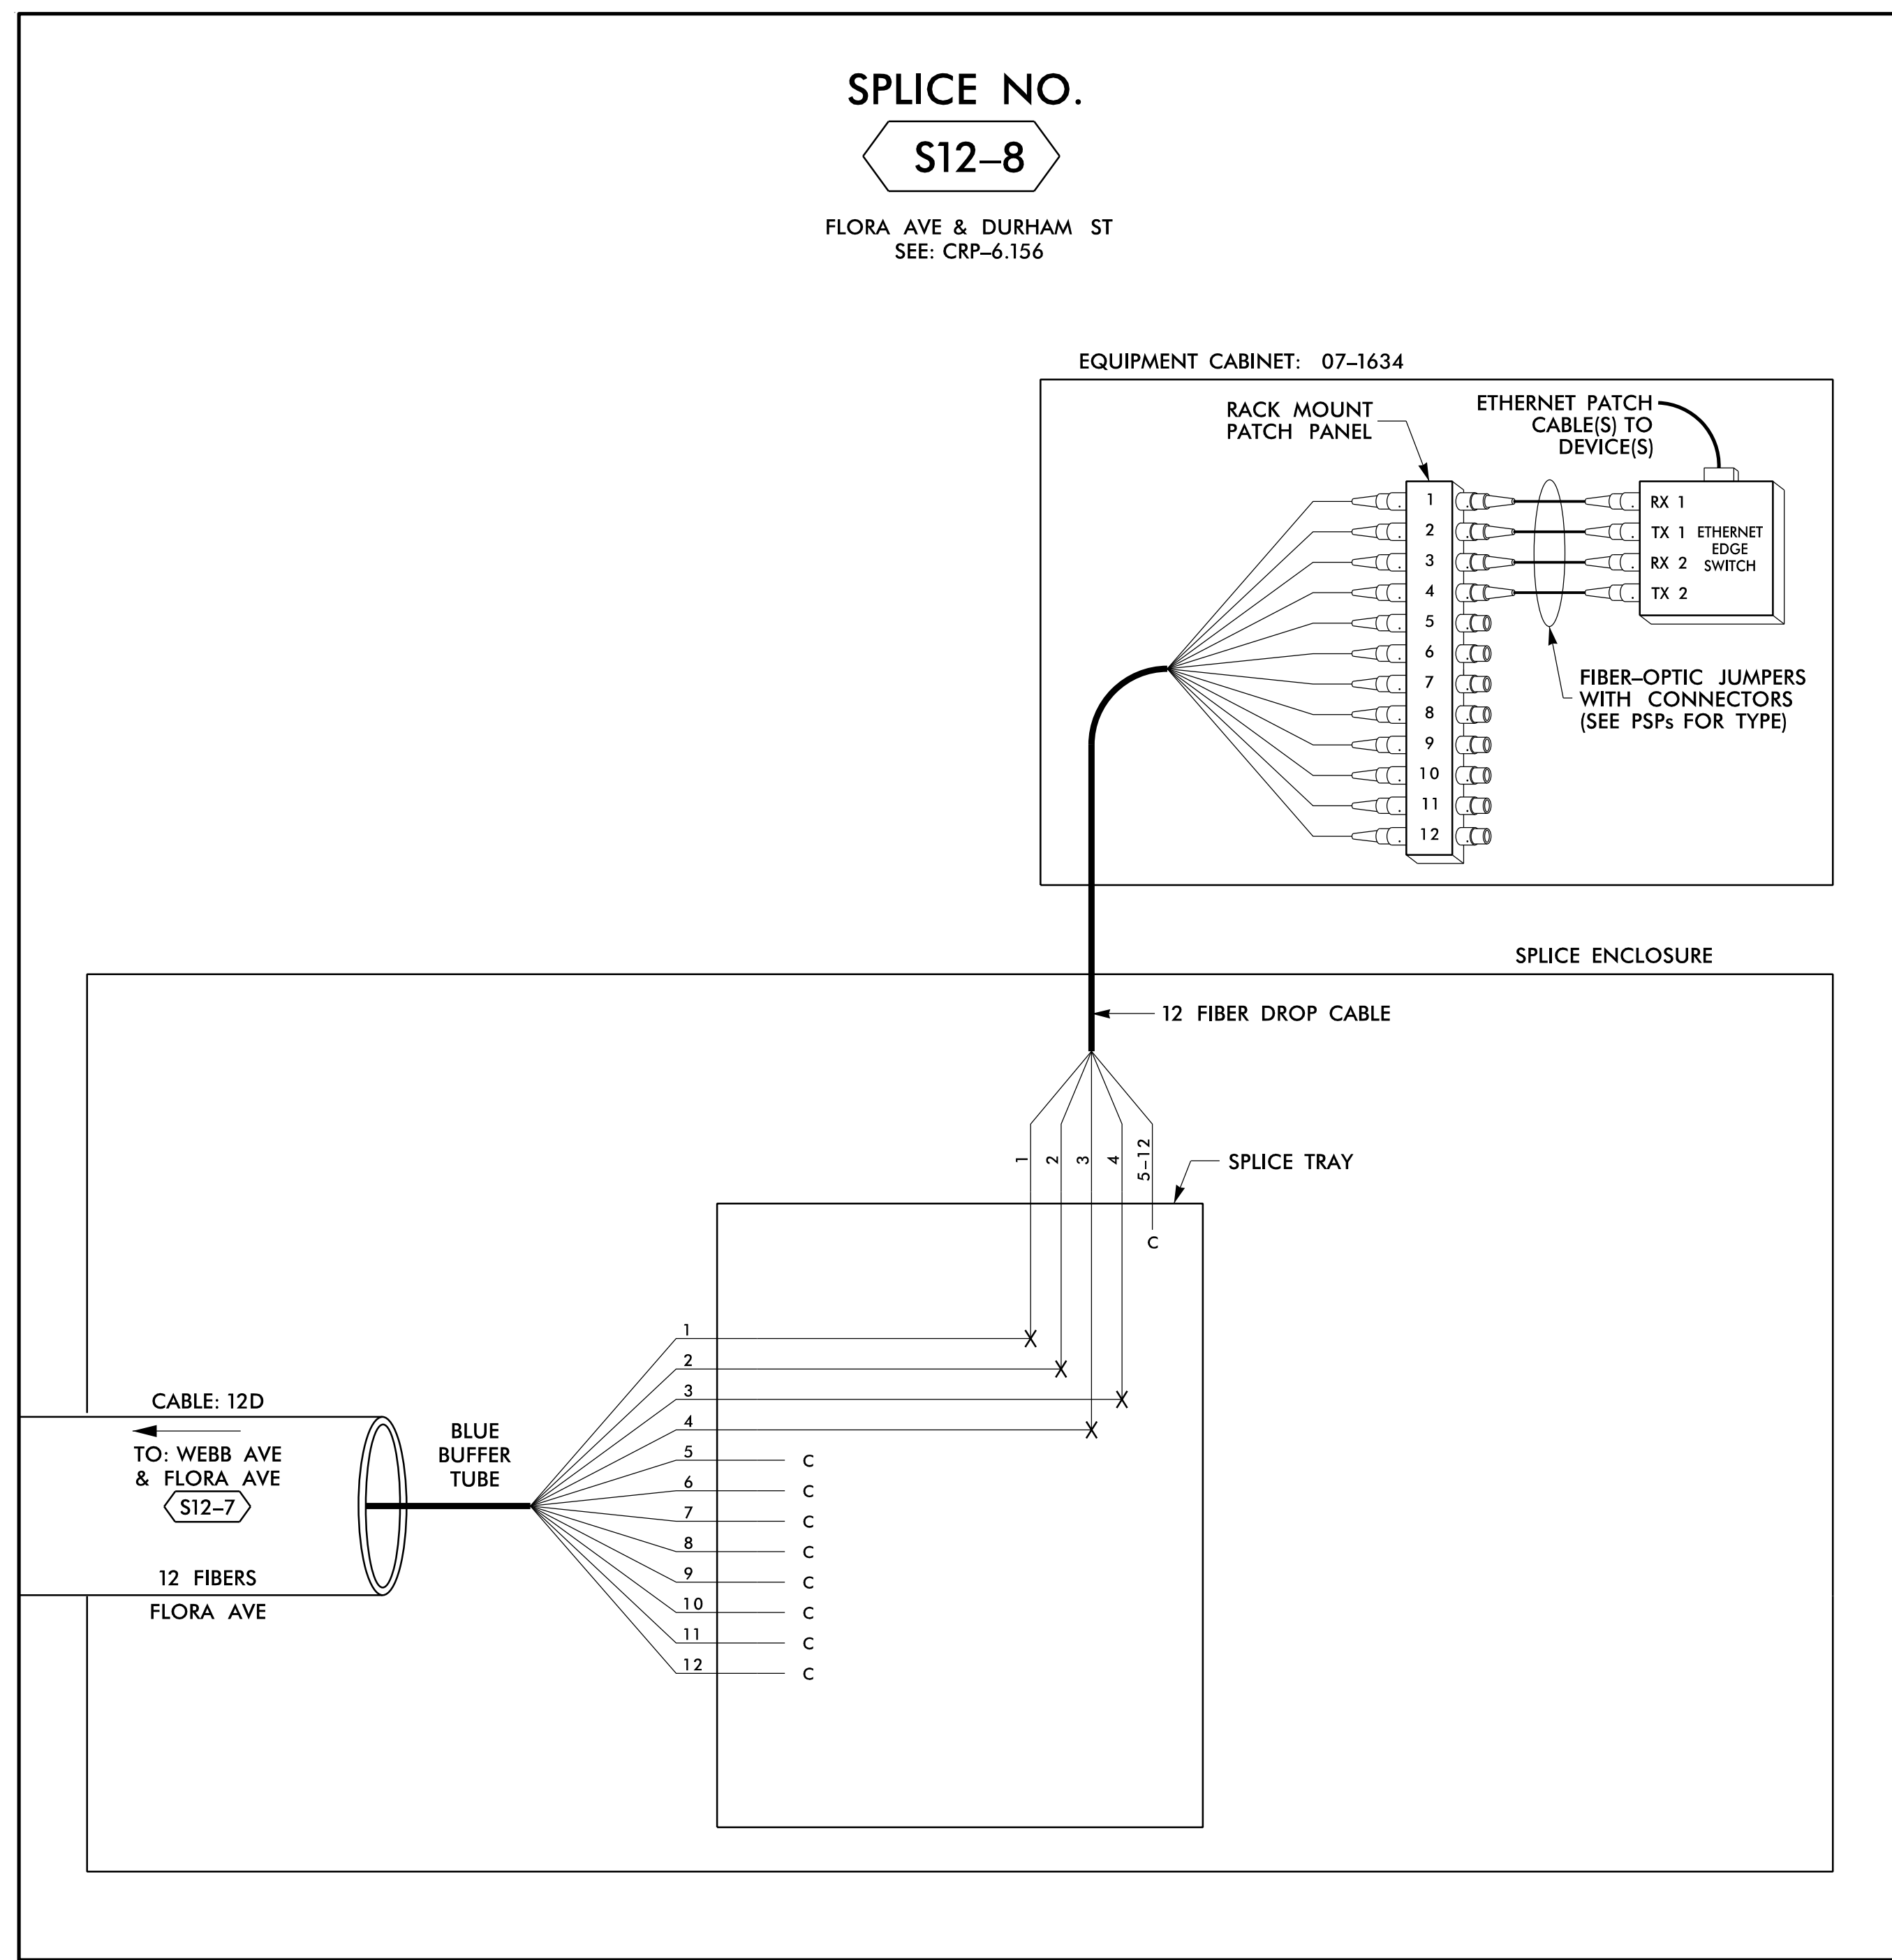 SPLICE NO.
S12–8
FLORA AVE & DURHAM ST
SEE: CRP–6.156
EQUIPMENT CABINET: 07–1634
RACK MOUNT
PATCH PANEL
ETHERNET PATCH
CABLE(S) TO
DEVICE(S)
1
2
3
4
5
6
7
8
9
10
11
12
RX 1
TX 1
RX 2
TX 2
ETHERNET
EDGE
SWITCH
FIBER–OPTIC JUMPERS
WITH CONNECTORS
(SEE PSPs FOR TYPE)
SPLICE ENCLOSURE
12 FIBER DROP CABLE
1
2
3
4
5–12
SPLICE TRAY
C
CABLE: 12D
TO: WEBB AVE
& FLORA AVE
S12–7
12 FIBERS
FLORA AVE
BLUE
BUFFER
TUBE
1
2
3
4
5 C
6 C
7 C
8 C
9 C
10 C
11 C
12 C